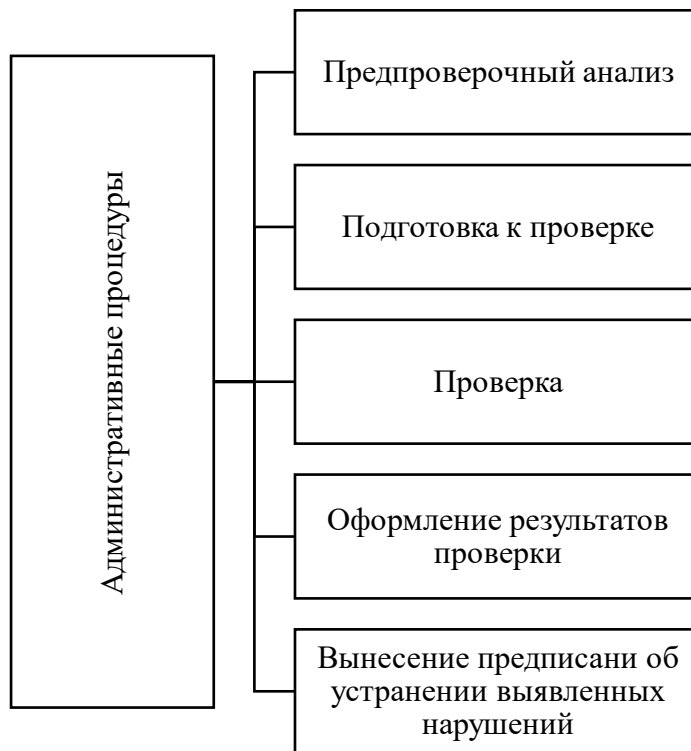 Административные процедуры
Предпроверочный анализ
Подготовка к проверке
Проверка
Оформление результатов
проверки
Вынесение предписани об
устранении выявленных
нарушений